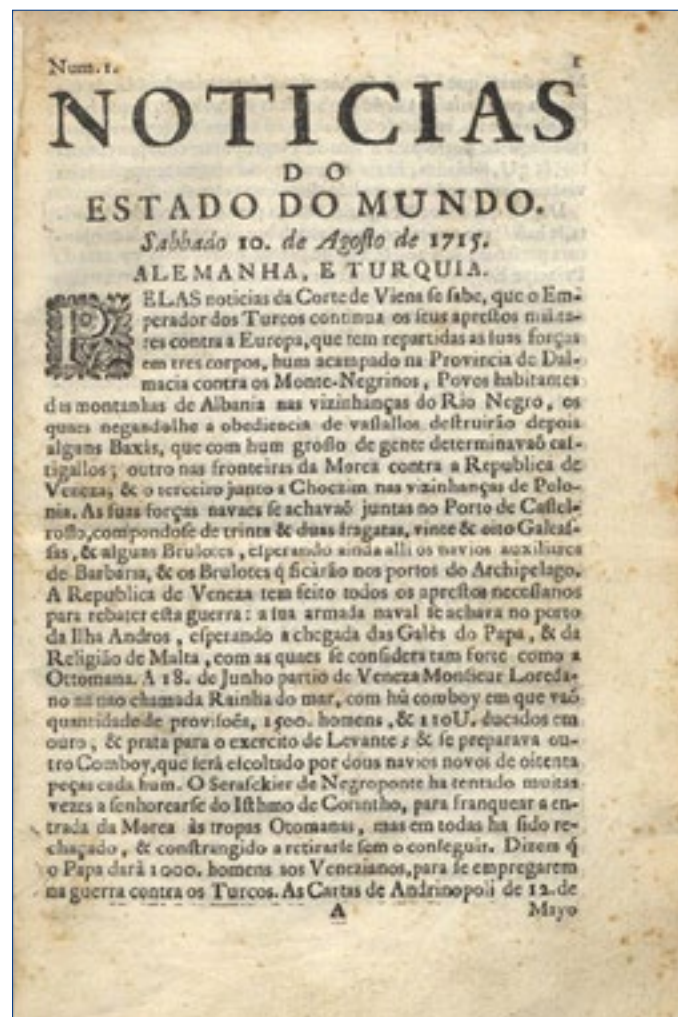 Num. 1. 1
NOTICIAS
DO
ESTADO DO MUNDO.
Sabbado 10. de Agoſto de 1715.
ALEMANHA, E TURQUIA.
PELAS noticias da Corte de Viena ſe ſabe, que o Em-
perador dos Turcos continua os ſeus apreſtos milita-
res contra a Europa, que tem repartidas as ſuas forças
em tres corpos, hum acampado na Provincia de Dal-
macia contra os Monte-Negrinos, Povos habitantes
das montanhas de Albania nas vizinhanças do Rio Negro, os
quaes negandolhe a obediencia de vaſſallos deſtruirão depois
alguns Baxàs, que com hum groſſo de gente determinavaõ caſ-
tigallos; outro nas fronteiras da Morea contra a Republica de
Veneza, & o terceiro junto a Choczim nas vizinhanças de Polo-
nia. As ſuas forças navaes ſe achavaõ juntas no Porto de Caſtel-
roſſo, compondoſe de trinta & duas fragatas, vinte & oito Galeaſ-
ſas, & alguns Brulotes, eſperando ainda alli os navios auxiliares
de Barbaria, & os Brulotes q̃ ficàraõ nos portos do Archipelago.
A Republica de Veneza tem feito todos os apreſtos neceſſarios
para rebater eſta guerra: a ſua armada naval ſe achava no porto
da Ilha Andros, eſperando a chegada das Galès do Papa, & da
Religião de Malta, com as quaes ſe conſidera tam forte como a
Ottomana. A 18. de Junho partio de Veneza Monſieur Loreda-
no na nao chamada Rainha do mar, com hũ comboy em que vaõ
quantidade de proviſoẽs, 1500. homens, & 110U. ducados em
ouro, & prata para o exercito de Levante; & ſe preparava ou-
tro Comboy, que ſerá eſcoltado por dous navios novos de oitenta
peças cada hum. O Seraſckier de Negroponte ha tentado muitas
vezes a ſenhorearſe do Iſthmo de Corintho, para franquear a en-
trada da Morea às tropas Otomanas, mas em todas ha ſido re-
chaçado, & conſtrangido a retirarſe ſem o conſeguir. Dizem q̃
o Papa darà 1000. homens aos Venezianos, para ſe empregarem
na guerra contra os Turcos. As Cartas de Andrinopoli de 12. de
A Mayo